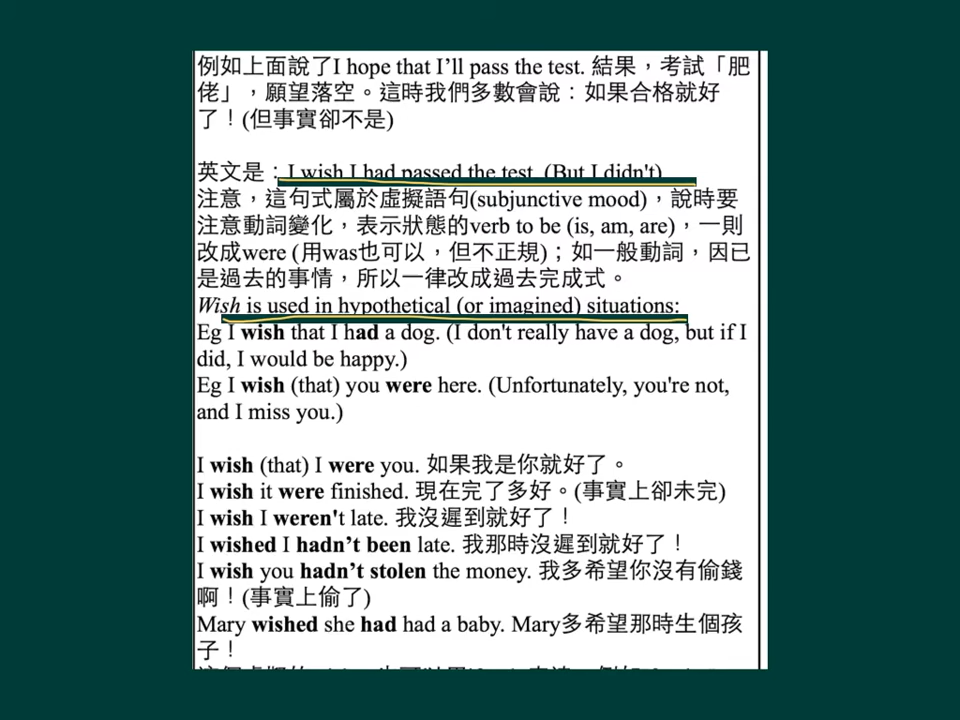 例如上面說了I hope that I’ll pass the test. 結果，考試「肥
佬」，願望落空。這時我們多數會說：如果合格就好
了！(但事實卻不是)
英文是：I wish I had passed the test. (But I didn't)
注意，這句式屬於虛擬語句(subjunctive mood)，說時要
注意動詞變化，表示狀態的verb to be (is, am, are)，一則
改成were (用was也可以，但不正規)；如一般動詞，因已
是過去的事情，所以一律改成過去完成式。
Wish is used in hypothetical (or imagined) situations:
Eg I wish that I had a dog. (I don't really have a dog, but if I
did, I would be happy.)
Eg I wish (that) you were here. (Unfortunately, you're not,
and I miss you.)
I wish (that) I were you. 如果我是你就好了。
I wish it were finished. 現在完了多好。(事實上卻未完)
I wish I weren't late. 我沒遲到就好了！
I wished I hadn’t been late. 我那時沒遲到就好了！
I wish you hadn’t stolen the money. 我多希望你沒有偷錢
啊！(事實上偷了)
Mary wished she had had a baby. Mary多希望那時生個孩
子！